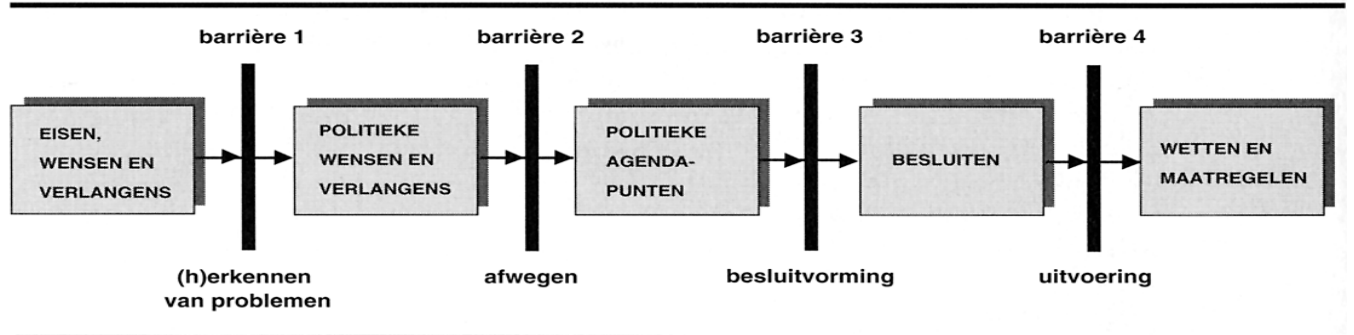 barrière 1
barrière 2
barrière 3
barrière 4
EISEN,
WENSEN EN
VERLANGENS
POLITIEKE
WENSEN EN
VERLANGENS
POLITIEKE
AGENDA-
PUNTEN
BESLUITEN
WETTEN EN
MAATREGELEN
(h)erkennen
van problemen
afwegen
besluitvorming
uitvoering